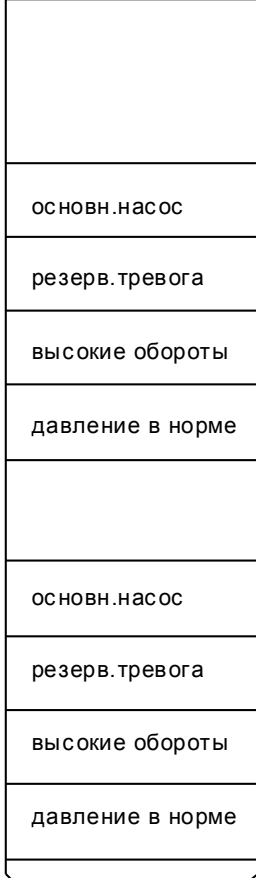 основн.насос
резерв.тревога
высокие обороты
давление в норме
основн.насос
резерв.тревога
высокие обороты
давление в норме